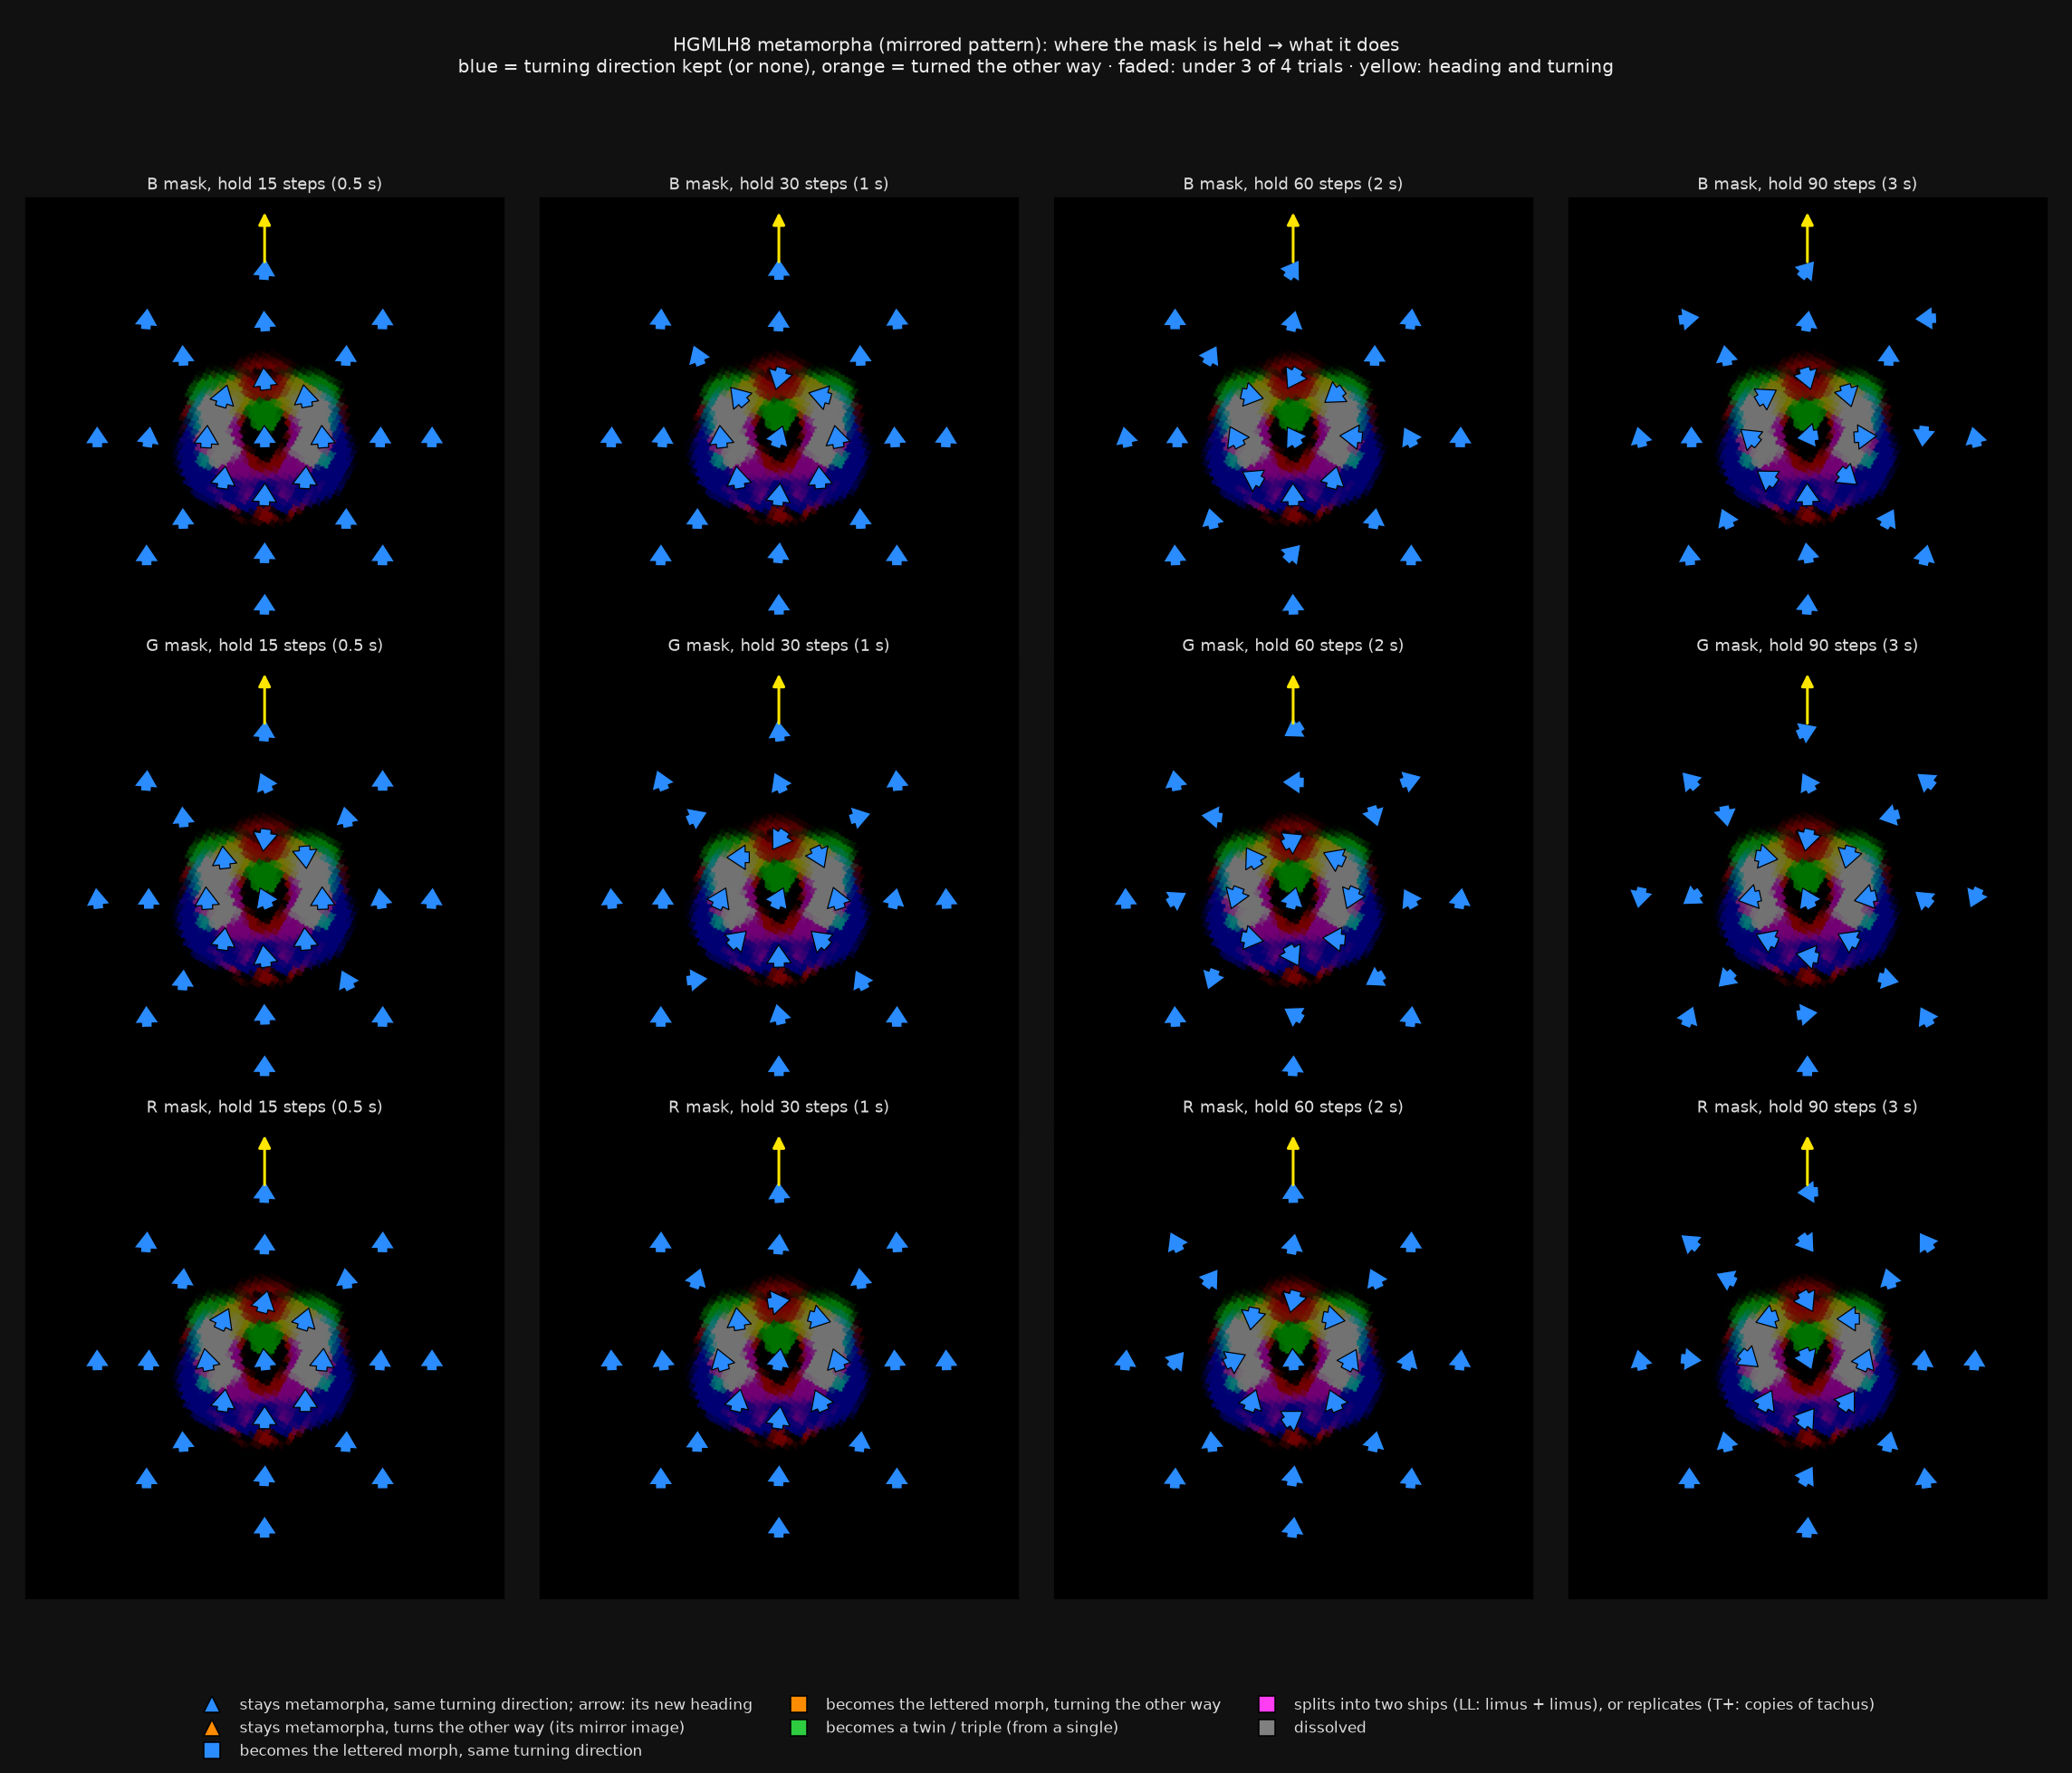 HGMLH8 metamorpha (mirrored pattern): where the mask is held → what it does
blue = turning direction kept (or none), orange = turned the other way · faded: under 3 of 4 trials · yellow: heading and turning
B mask, hold 15 steps (0.5 s)
B mask, hold 30 steps (1 s)
B mask, hold 60 steps (2 s)
B mask, hold 90 steps (3 s)
G mask, hold 15 steps (0.5 s)
G mask, hold 30 steps (1 s)
G mask, hold 60 steps (2 s)
G mask, hold 90 steps (3 s)
R mask, hold 15 steps (0.5 s)
R mask, hold 30 steps (1 s)
R mask, hold 60 steps (2 s)
R mask, hold 90 steps (3 s)
stays metamorpha, same turning direction; arrow: its new heading
stays metamorpha, turns the other way (its mirror image)
becomes the lettered morph, same turning direction
becomes the lettered morph, turning the other way
becomes a twin / triple (from a single)
splits into two ships (LL: limus + limus), or replicates (T+: copies of tachus)
dissolved